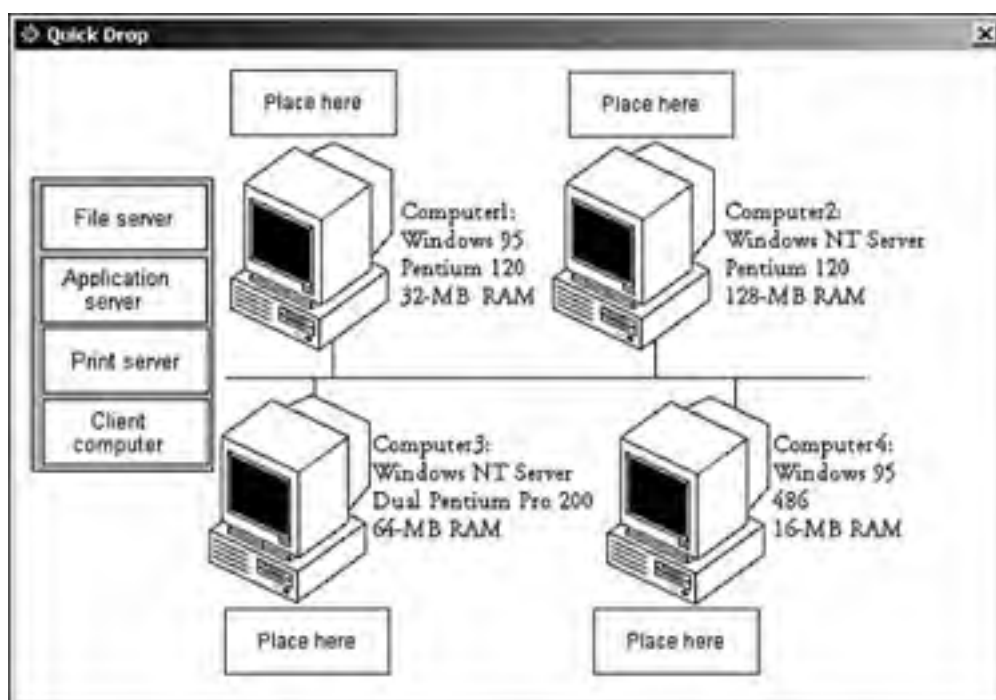 Quick Drop
Place here
Place here
File server
Application
server
Print server
Client
computer
Computer1:
Windows 95
Pentium 120
32-MB RAM
Computer2:
Windows NT Server
Pentium 120
128-MB RAM
Computer3:
Windows NT Server
Dual Pentium Pro 200
64-MB RAM
Computer4:
Windows 95
486
16-MB RAM
Place here
Place here